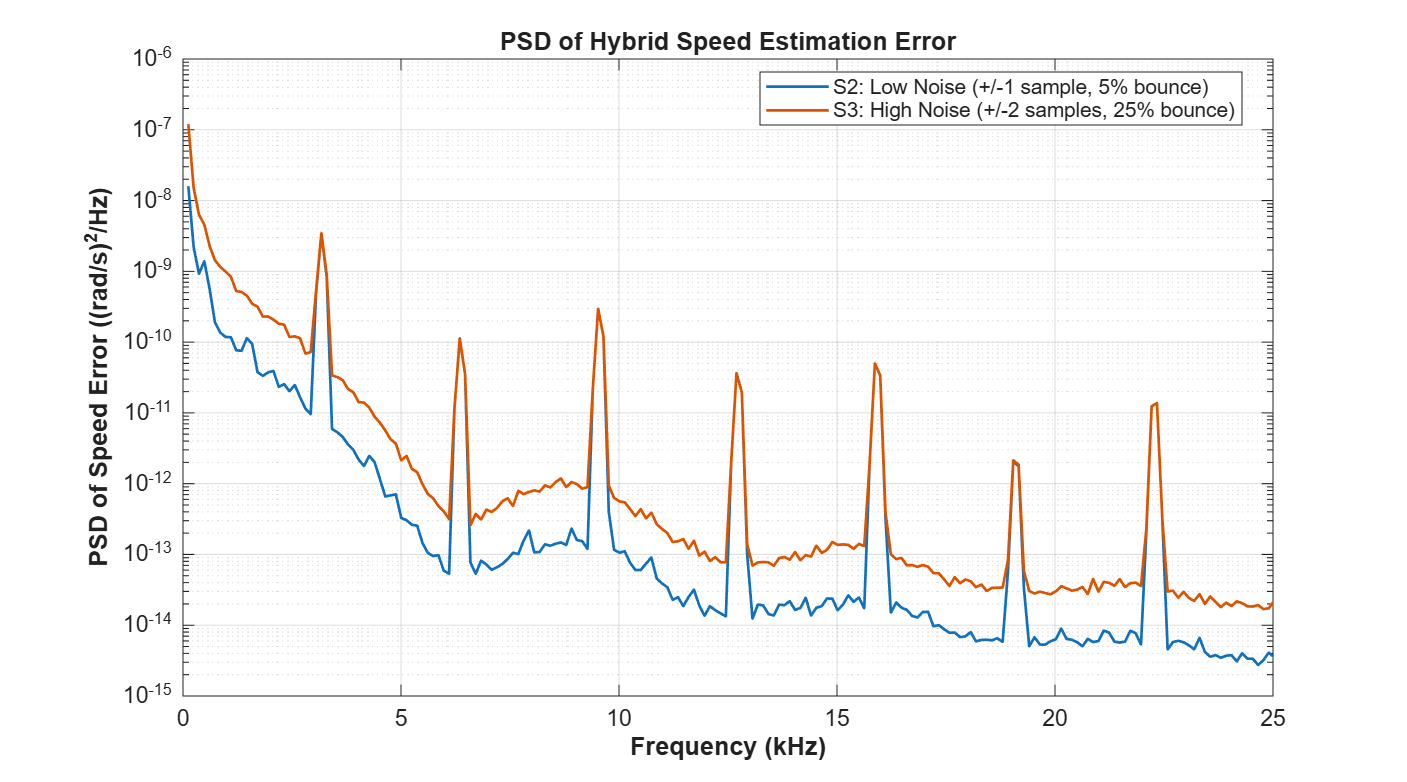 PSD of Hybrid Speed Estimation Error
S2: Low Noise (+/-1 sample, 5% bounce)
S3: High Noise (+/-2 samples, 25% bounce)
PSD of Speed Error ((rad/s)²/Hz)
10⁻⁶
10⁻⁷
10⁻⁸
10⁻⁹
10⁻¹⁰
10⁻¹¹
10⁻¹²
10⁻¹³
10⁻¹⁴
10⁻¹⁵
0 5 10 15 20 25
Frequency (kHz)